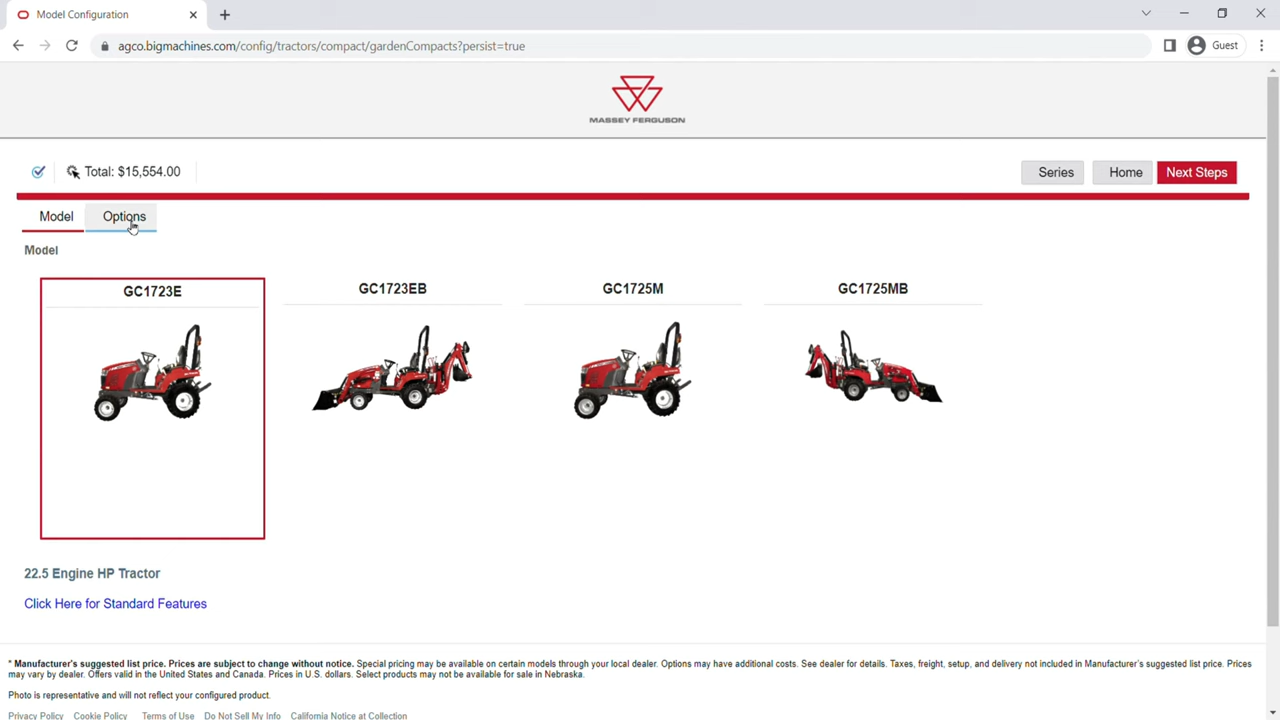 Model Configuration
agco.bigmachines.com/config/tractors/compact/gardenCompacts?persist=true
Guest
MASSEY FERGUSON
Total: $15,554.00
Series
Home
Next Steps
Model
Options
Model
GC1723E
GC1723EB
GC1725M
GC1725MB
22.5 Engine HP Tractor
Click Here for Standard Features
* Manufacturer's suggested list price. Prices are subject to change without notice. Special pricing may be available on certain models through your local dealer. Options may have additional costs. See dealer for details. Taxes, freight, setup, and delivery not included in Manufacturer's suggested list price. Prices
may vary by dealer. Offers valid in the United States and Canada. Prices in U.S. dollars. Select products may not be available for sale in Nebraska.
Photo is representative and will not reflect your configured product.
Privacy Policy Cookie Policy Terms of Use Do Not Sell My Info California Notice at Collection